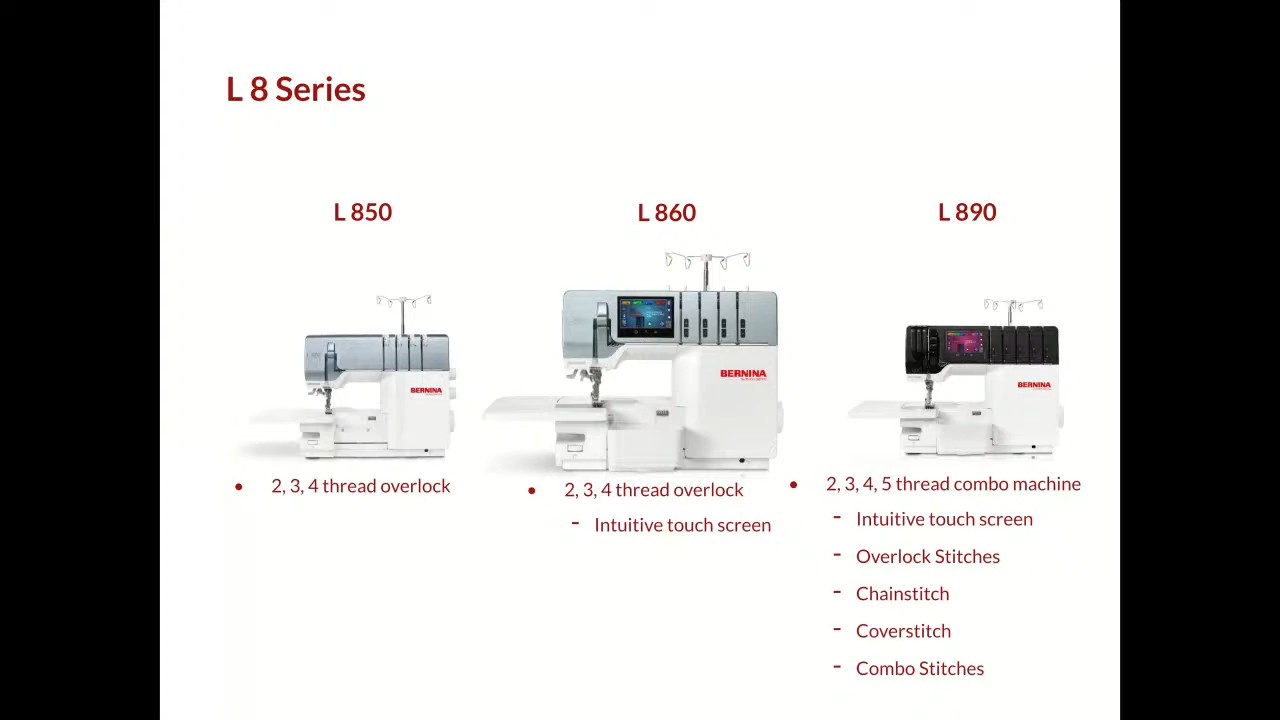 L 8 Series
L 850
L 860
L 890
BERNINA
BERNINA
BERNINA
• 2, 3, 4 thread overlock
• 2, 3, 4 thread overlock
- Intuitive touch screen
• 2, 3, 4, 5 thread combo machine
- Intuitive touch screen
- Overlock Stitches
- Chainstitch
- Coverstitch
- Combo Stitches